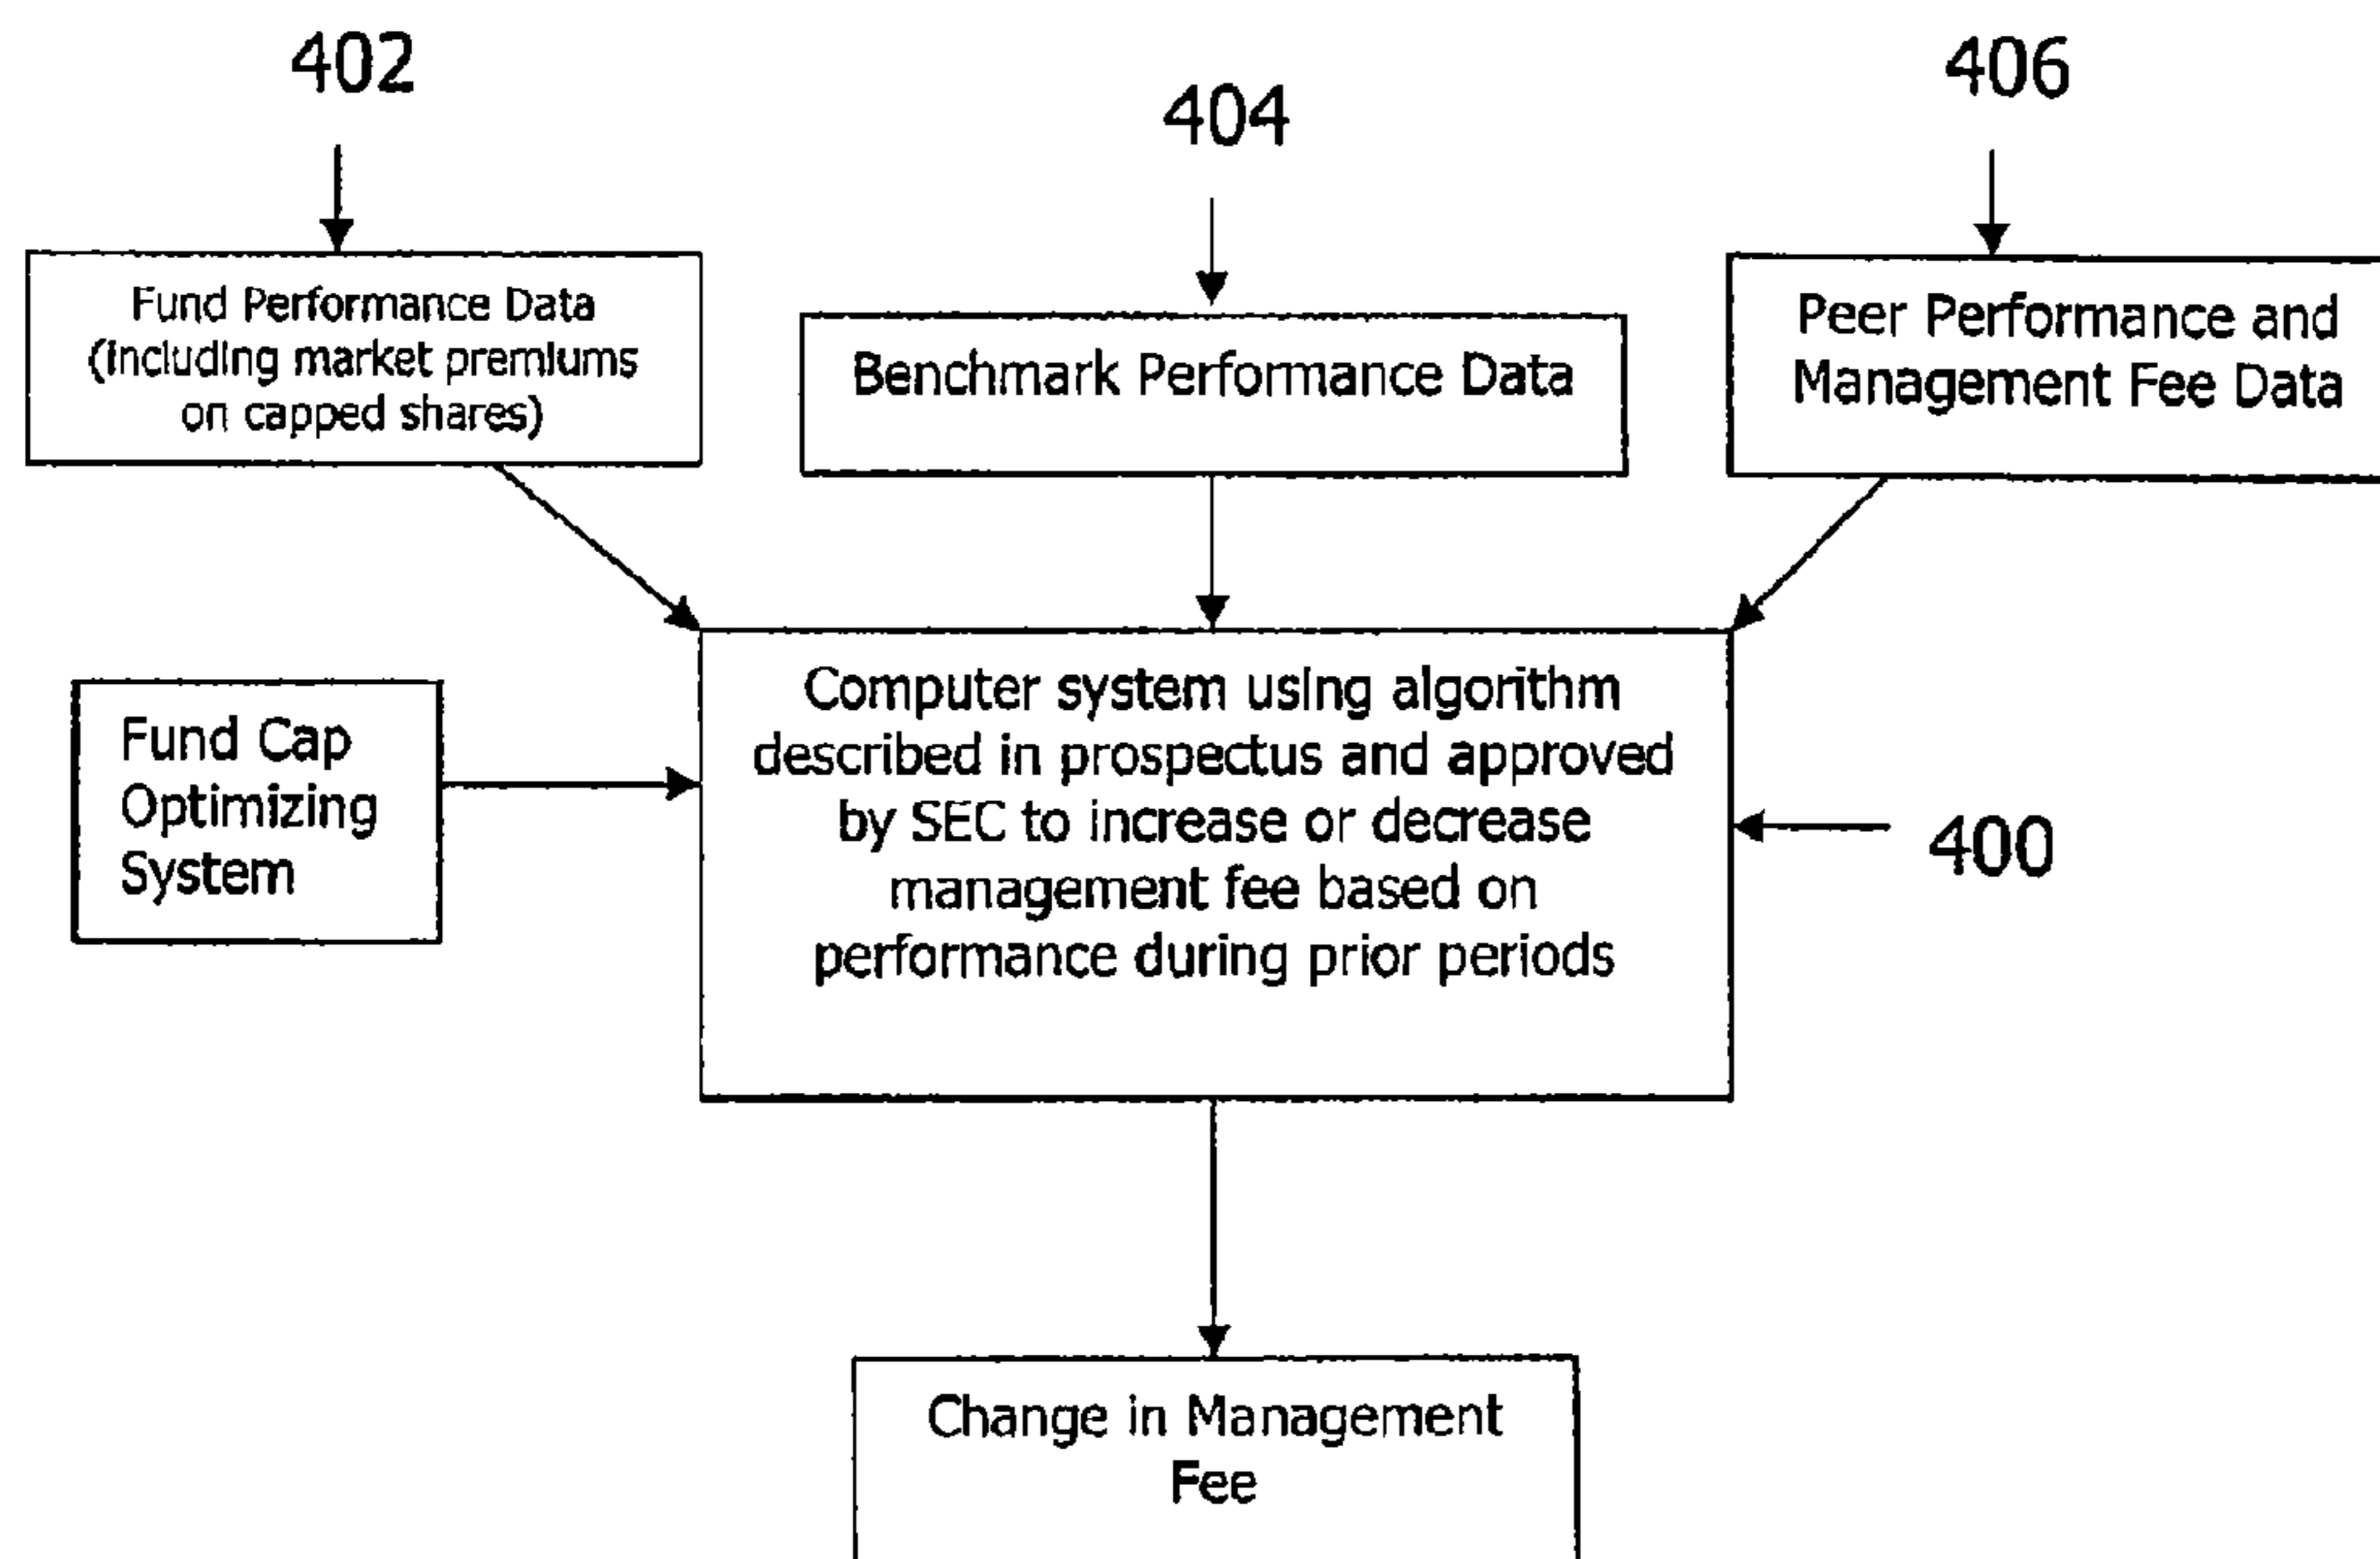 402
404
406
Fund Performance Data
(including market premiums
on capped shares)
Benchmark Performance Data
Peer Performance and
Management Fee Data
Fund Cap
Optimizing
System
Computer system using algorithm
described in prospectus and approved
by SEC to increase or decrease
management fee based on
performance during prior periods
400
Change in Management
Fee